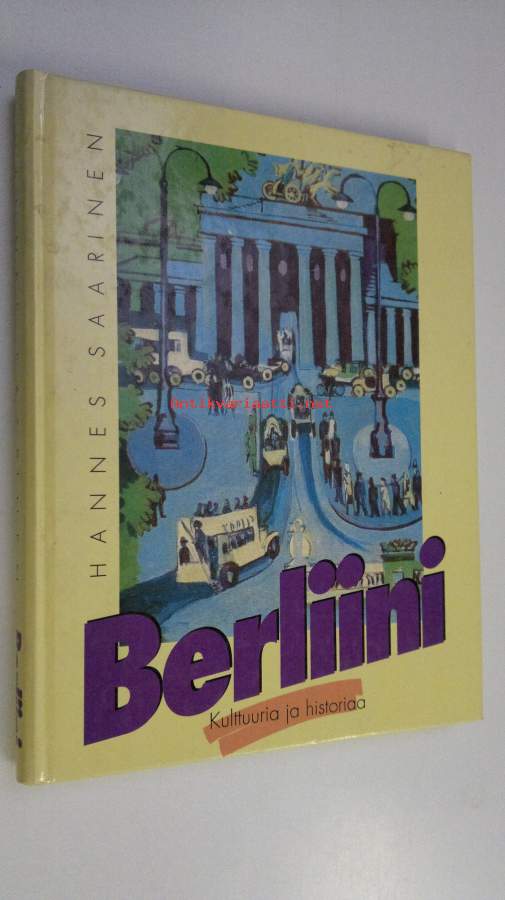 HANNES SAARINEN
antikvariaatti.net
Berliini
Kulttuuria ja historiaa